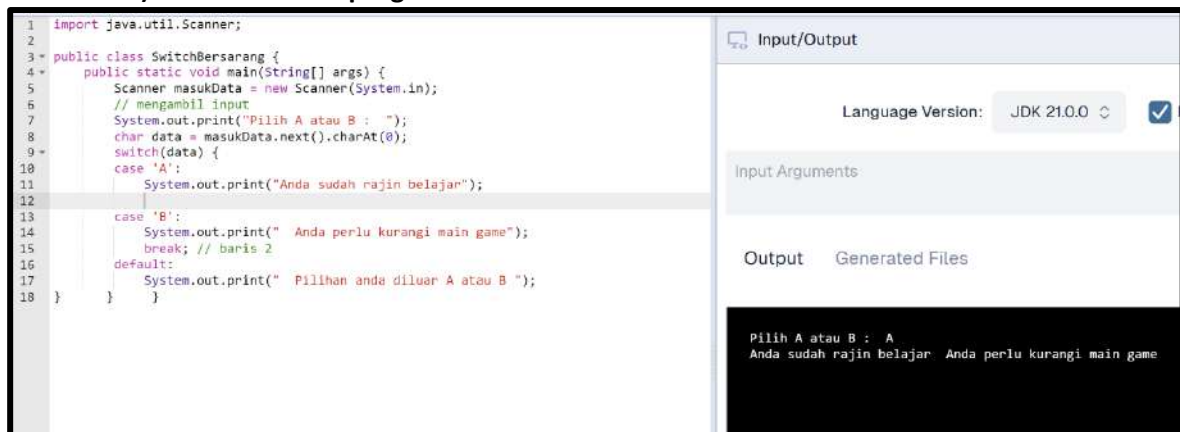 1 import java.util.Scanner;
2
3 public class SwitchBersarang {
4 public static void main(String[] args) {
5 Scanner masukData = new Scanner(System.in);
6 // mengambil input
7 System.out.print("Pilih A atau B :  ");
8 char data = masukData.next().charAt(0);
9 switch(data) {
10 case 'A':
11 System.out.print("Anda sudah rajin belajar");
12
13 case 'B':
14 System.out.print("  Anda perlu kurangi main game");
15 break; // baris 2
16 default:
17 System.out.print("  Pilihan anda diluar A atau B ");
18 } } }
Input/Output
Language Version: JDK 21.0.0
Input Arguments
Output Generated Files
Pilih A atau B :  A
Anda sudah rajin belajar  Anda perlu kurangi main game